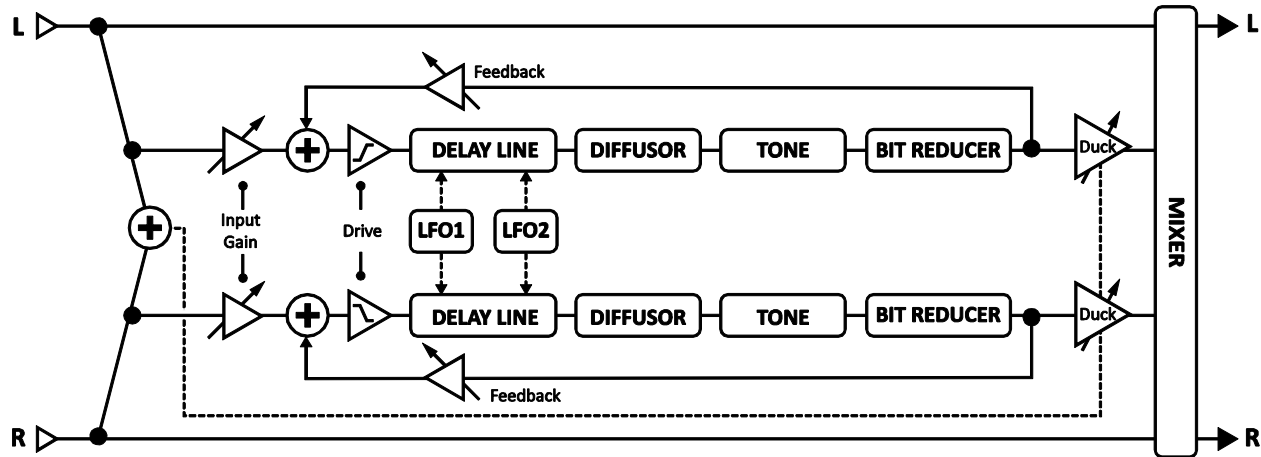 L
L
Feedback
DELAY LINE
DIFFUSOR
TONE
BIT REDUCER
Duck
Input
Gain
Drive
LFO1
LFO2
MIXER
DELAY LINE
DIFFUSOR
TONE
BIT REDUCER
Duck
Feedback
R
R